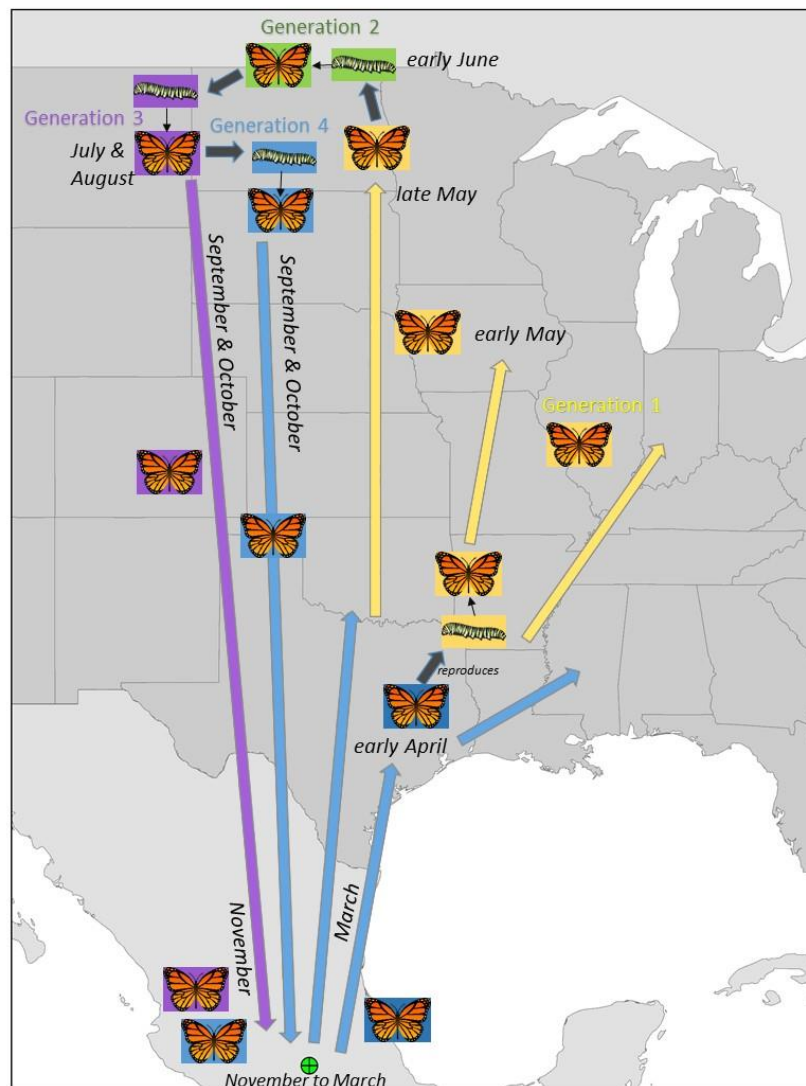 Generation 2
early June
Generation 3
Generation 4
July &
August
late May
September & October
September & October
early May
Generation 1
reproduces
early April
March
November
November to March